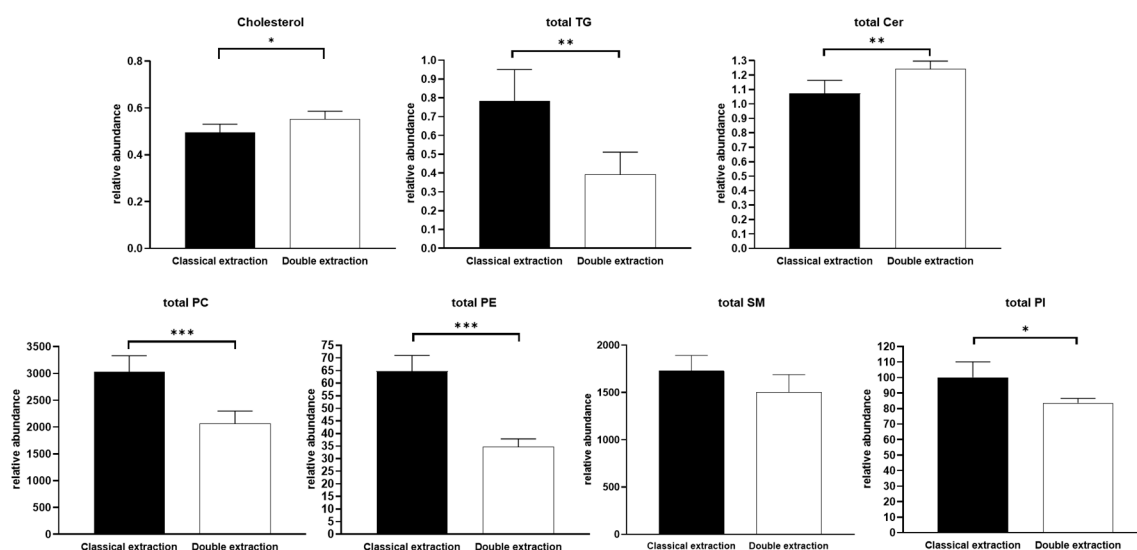 Cholesterol
*
relative abundance
0.8
0.6
0.4
0.2
0.0
Classical extraction
Double extraction
total TG
**
relative abundance
1.0
0.9
0.8
0.7
0.6
0.5
0.4
0.3
0.2
0.1
0.0
Classical extraction
Double extraction
total Cer
**
relative abundance
1.3
1.2
1.1
1.0
0.9
0.8
0.7
0.6
0.5
0.4
0.3
0.2
0.1
0.0
Classical extraction
Double extraction
total PC
***
relative abundance
3500
3000
2500
2000
1500
1000
500
0
Classical extraction
Double extraction
total PE
***
relative abundance
75
70
65
60
55
50
45
40
35
30
25
20
15
10
5
0
Classical extraction
Double extraction
total SM
relative abundance
2000
1500
1000
500
0
Classical extraction
Double extraction
total PI
*
relative abundance
120
110
100
90
80
70
60
50
40
30
20
10
0
Classical extraction
Double extraction